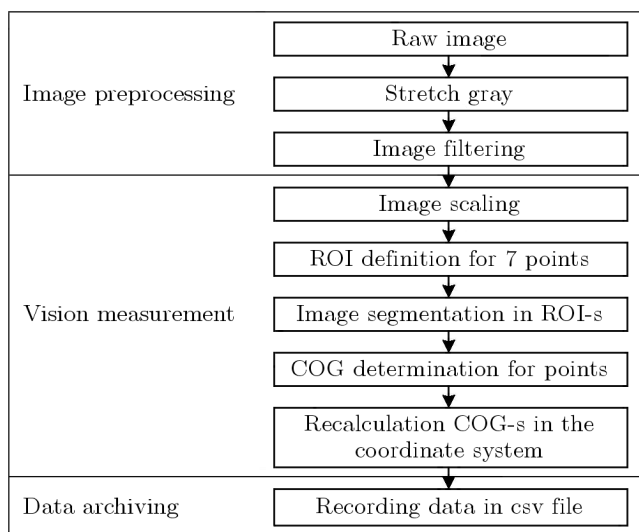 Raw image
Image preprocessing
Stretch gray
Image filtering
Image scaling
ROI definition for 7 points
Vision measurement
Image segmentation in ROI-s
COG determination for points
Recalculation COG-s in the
coordinate system
Data archiving
Recording data in csv file